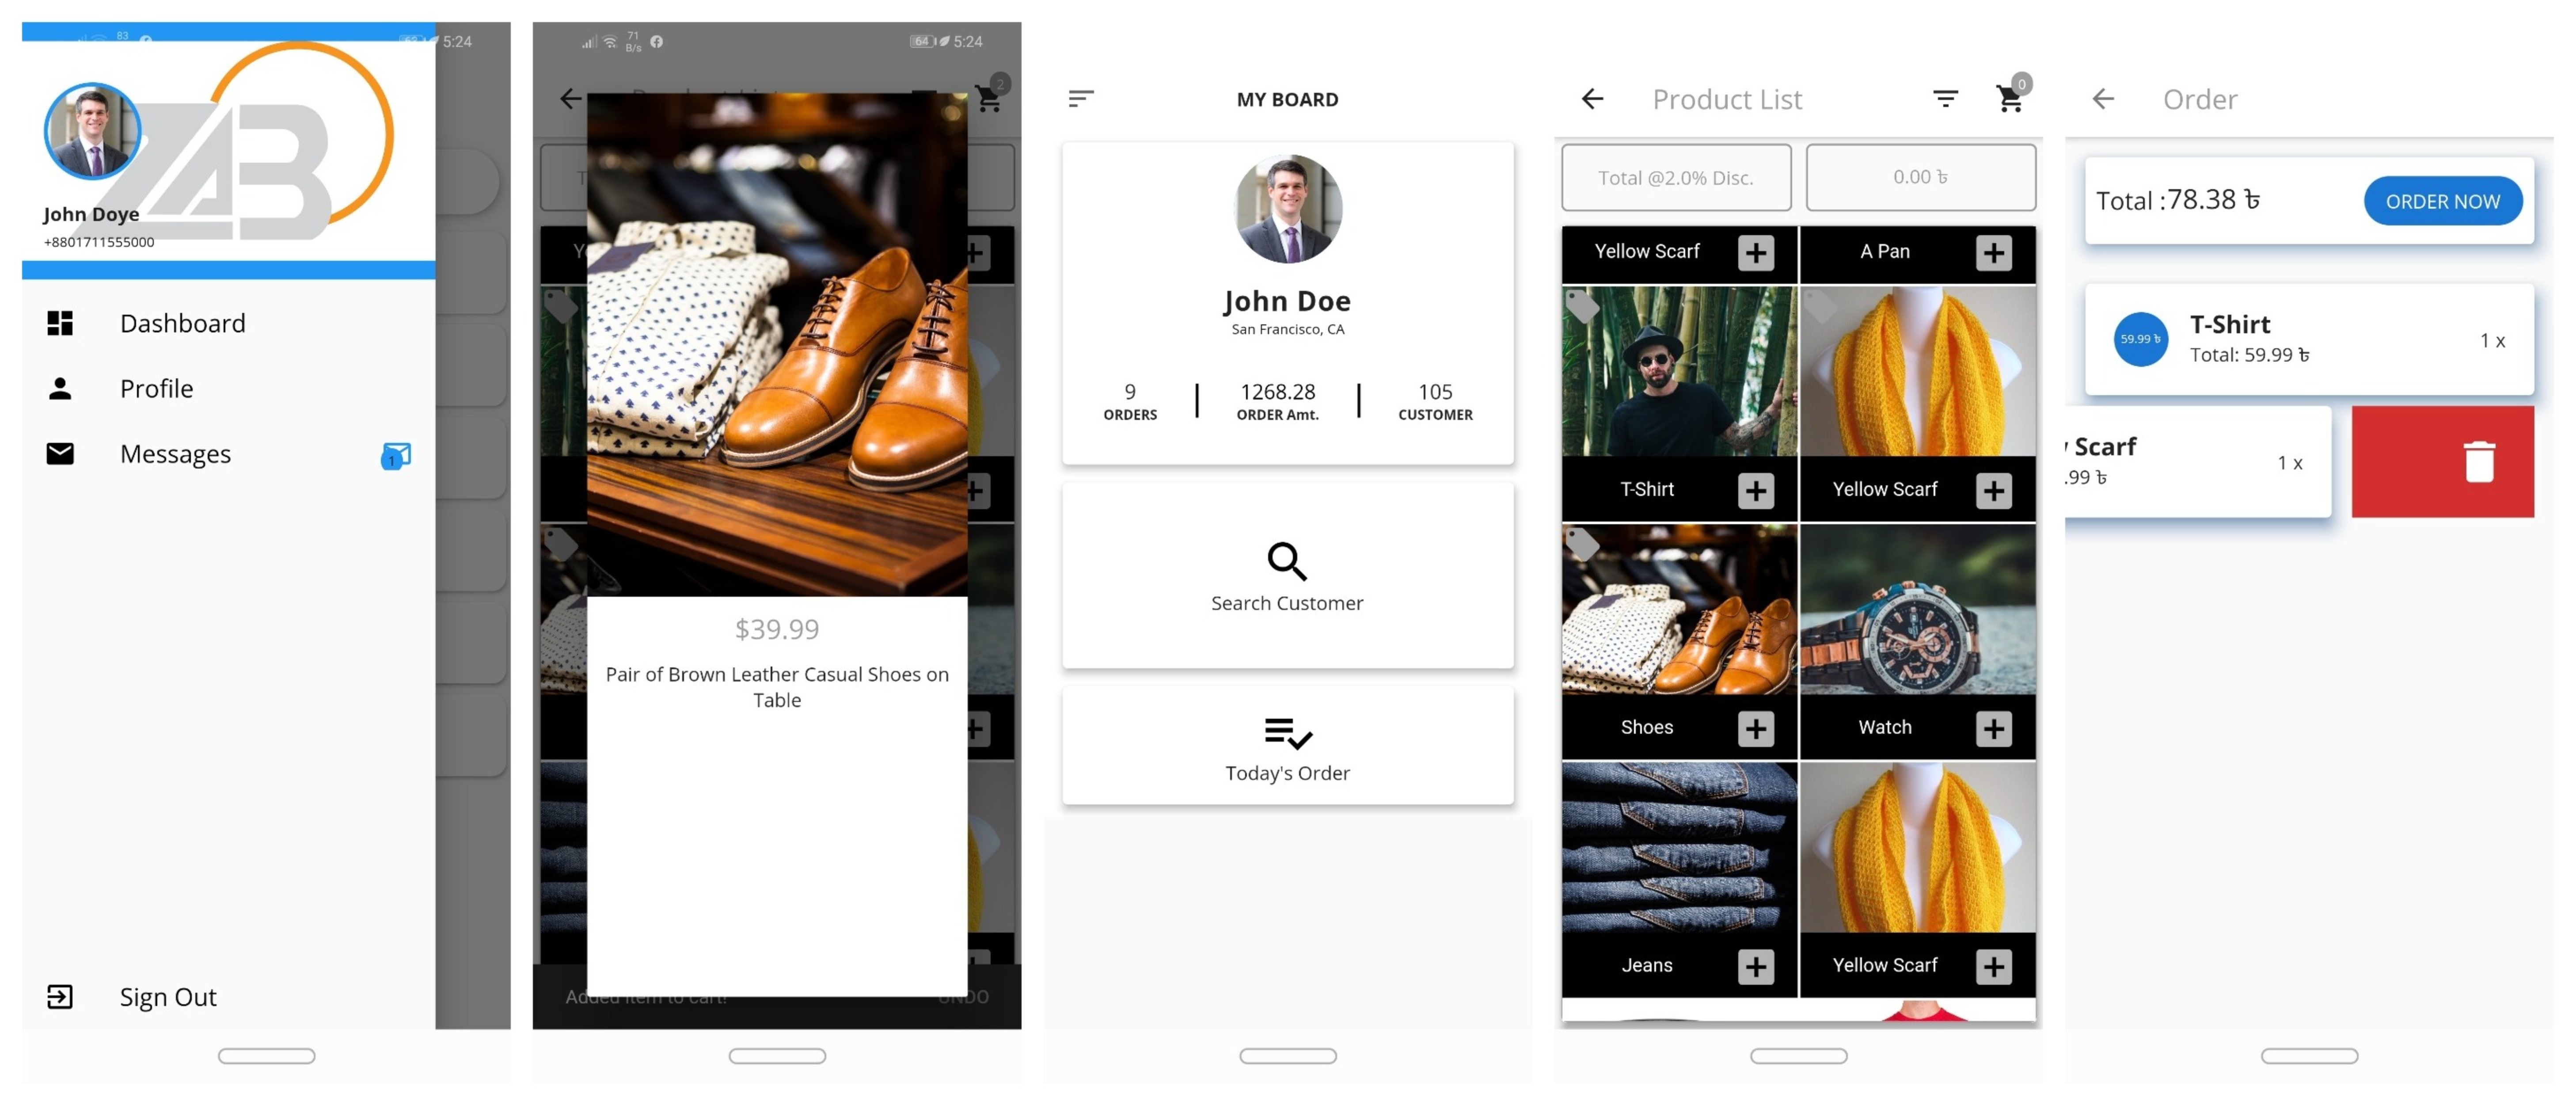 83
62
5:24
ZAB
John Doye
+8801711555000
Dashboard
Profile
Messages
1
Sign Out
71
B/s
64
5:24
2
$39.99
Pair of Brown Leather Casual Shoes on
Table
Added item to cart!
UNDO
MY BOARD
John Doe
San Francisco, CA
9
1268.28
105
ORDERS
ORDER Amt.
CUSTOMER
Search Customer
Today's Order
Product List
0
Total @2.0% Disc.
0.00 ৳
Yellow Scarf
A Pan
T-Shirt
Yellow Scarf
Shoes
Watch
Jeans
Yellow Scarf
Order
Total :78.38 ৳
ORDER NOW
59.99 ৳
T-Shirt
Total: 59.99 ৳
1 x
Scarf
.99 ৳
1 x